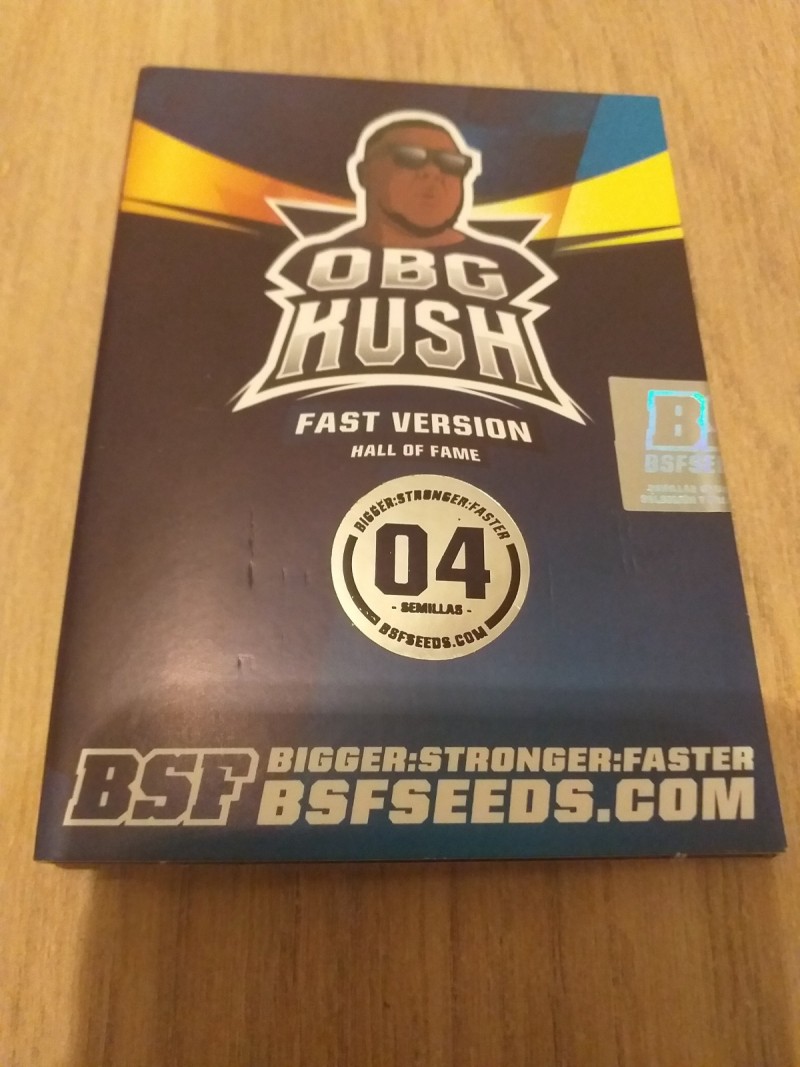 OBG
KUSH
FAST VERSION
HALL OF FAME
BIGGER:STRONGER:FASTER
04
- SEMILLAS -
BSFSEEDS.COM
BSFSE
BSF
BIGGER:STRONGER:FASTER
BSFSEEDS.COM